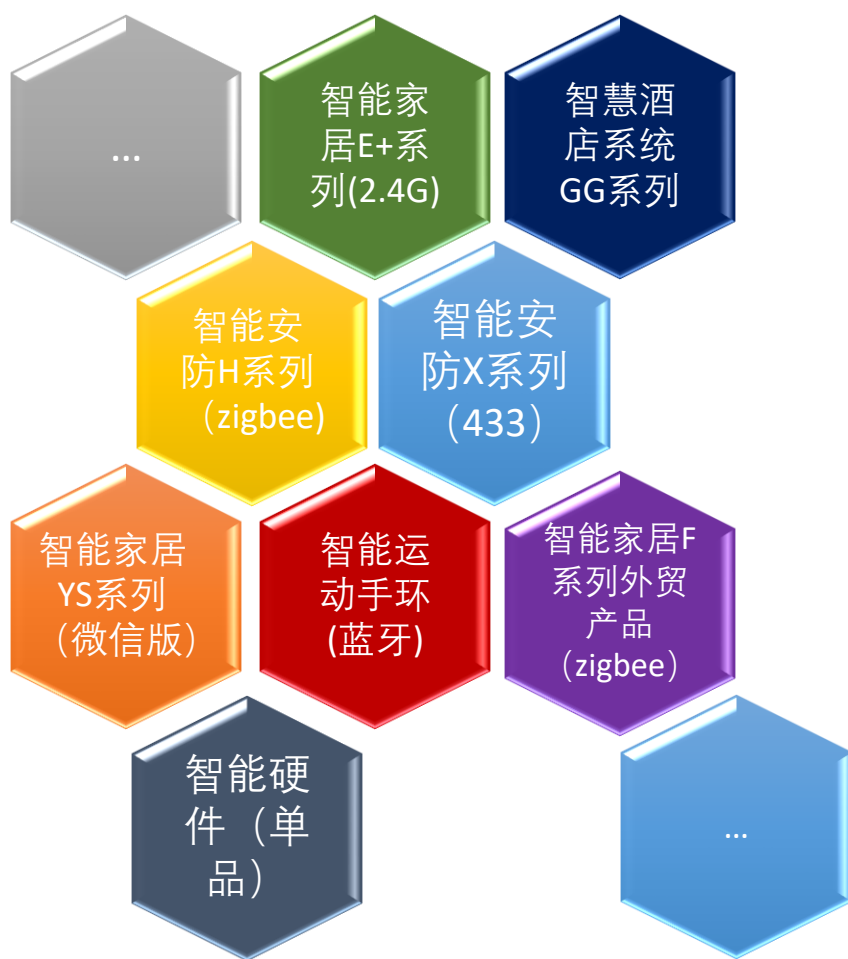 ...
智能家
居E+系
列(2.4G)
智慧酒
店系统
GG系列
智能安
防H系列
（zigbee)
智能安
防X系列
（433）
智能家居
YS系列
（微信版）
智能运
动手环
(蓝牙)
智能家居F
系列外贸
产品
（zigbee）
智能硬
件（单
品）
...